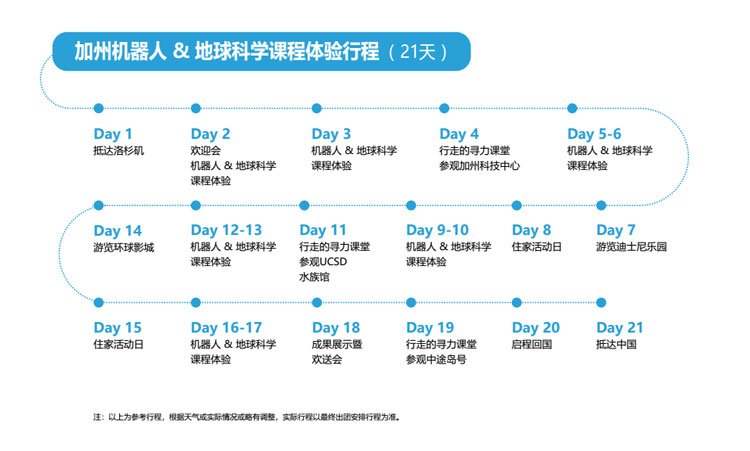 加州机器人 & 地球科学课程体验行程（21天）
Day 1
抵达洛杉矶
Day 2
欢迎会
机器人 & 地球科学
课程体验
Day 3
机器人 & 地球科学
课程体验
Day 4
行走的寻力课堂
参观加州科技中心
Day 5-6
机器人 & 地球科学
课程体验
Day 7
游览迪士尼乐园
Day 8
住家活动日
Day 9-10
机器人 & 地球科学
课程体验
Day 11
行走的寻力课堂
参观UCSD
水族馆
Day 12-13
机器人 & 地球科学
课程体验
Day 14
游览环球影城
Day 15
住家活动日
Day 16-17
机器人 & 地球科学
课程体验
Day 18
成果展示暨
欢送会
Day 19
行走的寻力课堂
参观中途岛号
Day 20
启程回国
Day 21
抵达中国
注：以上为参考行程，根据天气或实际情况或略有调整，实际行程以最终出团安排行程为准。